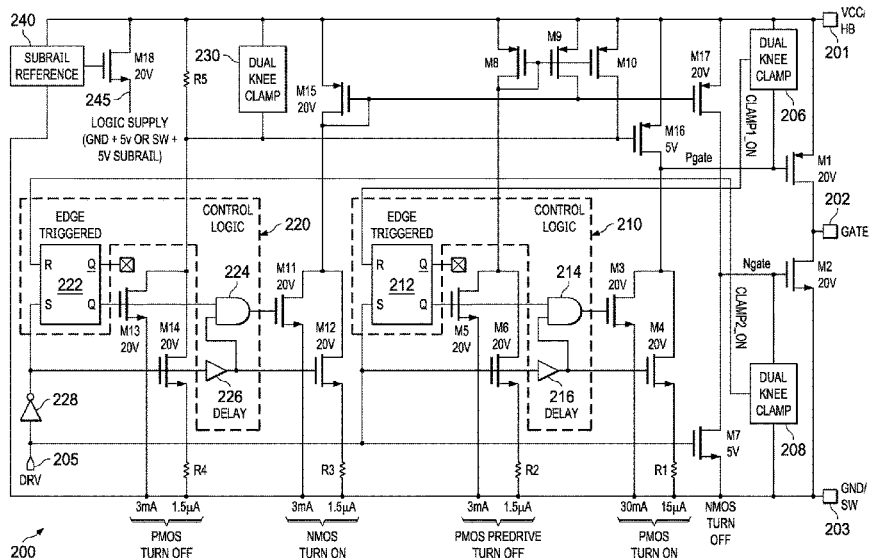 240
SUBRAIL
REFERENCE
M18
20V
245
LOGIC SUPPLY
(GND + 5v OR SW +
5V SUBRAIL)
R5
230
DUAL
KNEE
CLAMP
M15
20V
M8
M9
M10
M16
5V
M17
20V
Pgate
CLAMP1_ON
DUAL
KNEE
CLAMP
206
VCC/
HB
201
M1
20V
202
GATE
EDGE
TRIGGERED
CONTROL
LOGIC
220
R Q
222
S Q
M13
20V
M14
20V
224
226
DELAY
M11
20V
M12
20V
EDGE
TRIGGERED
CONTROL
LOGIC
210
R Q
212
S Q
M5
20V
M6
20V
214
216
DELAY
M3
20V
M4
20V
Ngate
M2
20V
CLAMP2_ON
DUAL
KNEE
CLAMP
208
M7
5V
228
205
DRV
R4
R3
R2
R1
GND/
SW
203
3mA 1.5µA
PMOS
TURN OFF
3mA 1.5µA
NMOS
TURN ON
3mA 1.5µA
PMOS PREDRIVE
TURN OFF
30mA 15µA
PMOS
TURN ON
NMOS
TURN
OFF
200